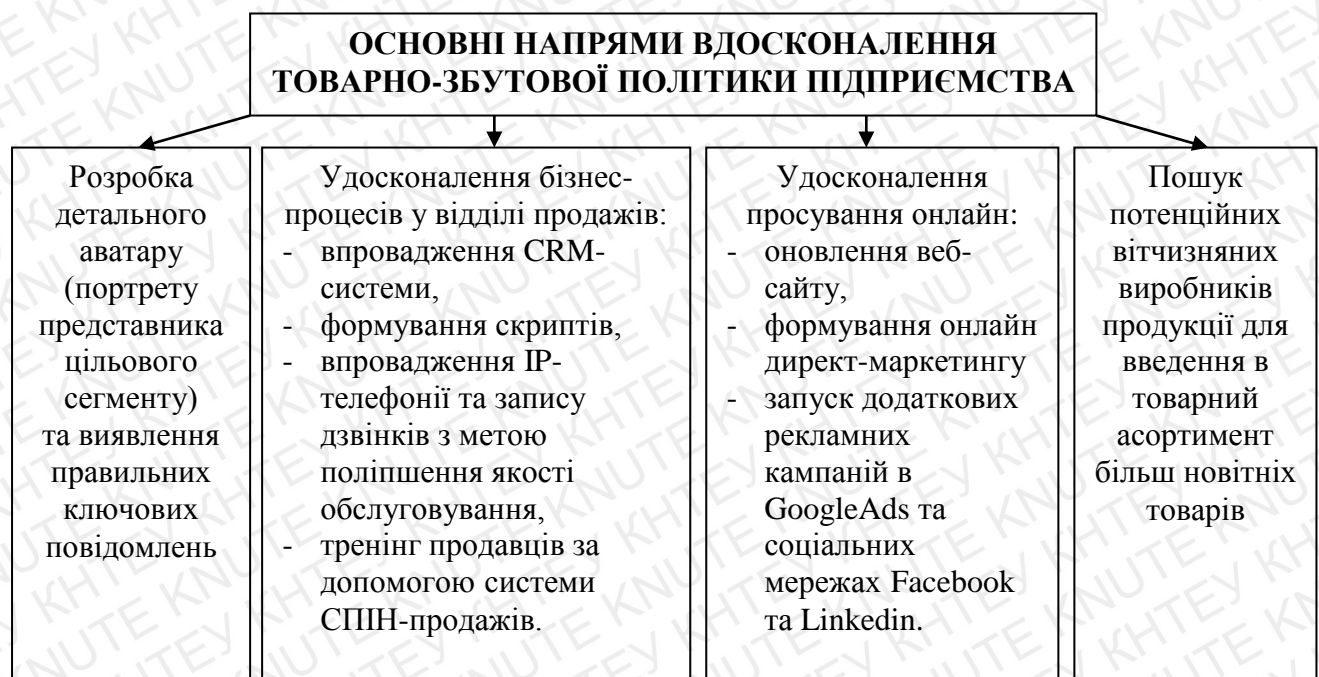 ОСНОВНІ НАПРЯМИ ВДОСКОНАЛЕННЯ
ТОВАРНО-ЗБУТОВОЇ ПОЛІТИКИ ПІДПРИЄМСТВА
Розробка
детального
аватару
(портрету
представника
цільового
сегменту)
та виявлення
правильних
ключових
повідомлень
Удосконалення бізнес-
процесів у відділі продажів:
- впровадження CRM-
системи,
- формування скриптів,
- впровадження IP-
телефонії та запису
дзвінків з метою
поліпшення якості
обслуговування,
- тренінг продавців за
допомогою системи
СПІН-продажів.
Удосконалення
просування онлайн:
- оновлення веб-
сайту,
- формування онлайн
директ-маркетингу
- запуск додаткових
рекламних
кампаній в
GoogleAds та
соціальних
мережах Facebook
та Linkedin.
Пошук
потенційних
вітчизняних
виробників
продукції для
введення в
товарний
асортимент
більш новітніх
товарів